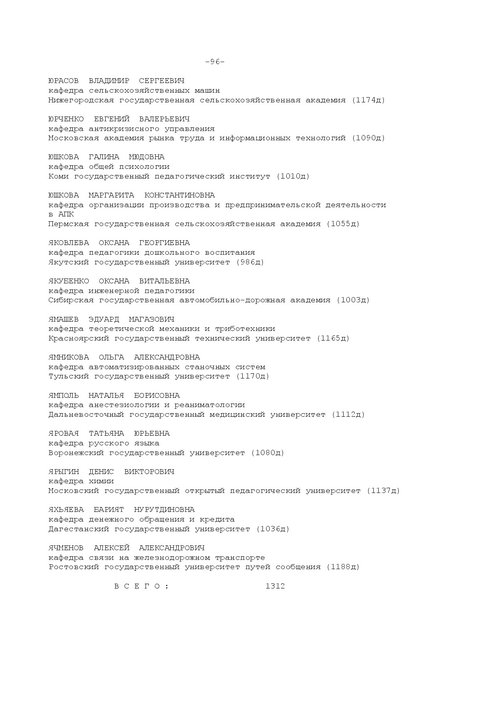 -96-
ЮРАСОВ ВЛАДИМИР СЕРГЕЕВИЧ
кафедра сельскохозяйственных машин
Нижегородская государственная сельскохозяйственная академия (1174д)
ЮРЧЕНКО ЕВГЕНИЙ ВАЛЕРЬЕВИЧ
кафедра антикризисного управления
Московская академия рынка труда и информационных технологий (1090д)
ЮШКОВА ГАЛИНА МЮДОВНА
кафедра общей психологии
Коми государственный педагогический институт (1010д)
ЮШКОВА МАРГАРИТА КОНСТАНТИНОВНА
кафедра организации производства и предпринимательской деятельности
в АПК
Пермская государственная сельскохозяйственная академия (1055д)
ЯКОВЛЕВА ОКСАНА ГЕОРГИЕВНА
кафедра педагогики дошкольного воспитания
Якутский государственный университет (986д)
ЯКУБЕНКО ОКСАНА ВИТАЛЬЕВНА
кафедра инженерной педагогики
Сибирская государственная автомобильно-дорожная академия (1003д)
ЯМАШЕВ ЭДУАРД МАГАЗОВИЧ
кафедра теоретической механики и триботехники
Красноярский государственный технический университет (1165д)
ЯМНИКОВА ОЛЬГА АЛЕКСАНДРОВНА
кафедра автоматизированных станочных систем
Тульский государственный университет (1170д)
ЯМПОЛЬ НАТАЛЬЯ БОРИСОВНА
кафедра анестезиологии и реаниматологии
Дальневосточный государственный медицинский университет (1112д)
ЯРОВАЯ ТАТЬЯНА ЮРЬЕВНА
кафедра русского языка
Воронежский государственный университет (1080д)
ЯРЫГИН ДЕНИС ВИКТОРОВИЧ
кафедра химии
Московский государственный открытый педагогический университет (1137д)
ЯХЬЯЕВА БАРИЯТ НУРУТДИНОВНА
кафедра денежного обращения и кредита
Дагестанский государственный университет (1036д)
ЯЧМЕНОВ АЛЕКСЕЙ АЛЕКСАНДРОВИЧ
кафедра связи на железнодорожном транспорте
Ростовский государственный университет путей сообщения (1188д)
В С Е Г О : 1312